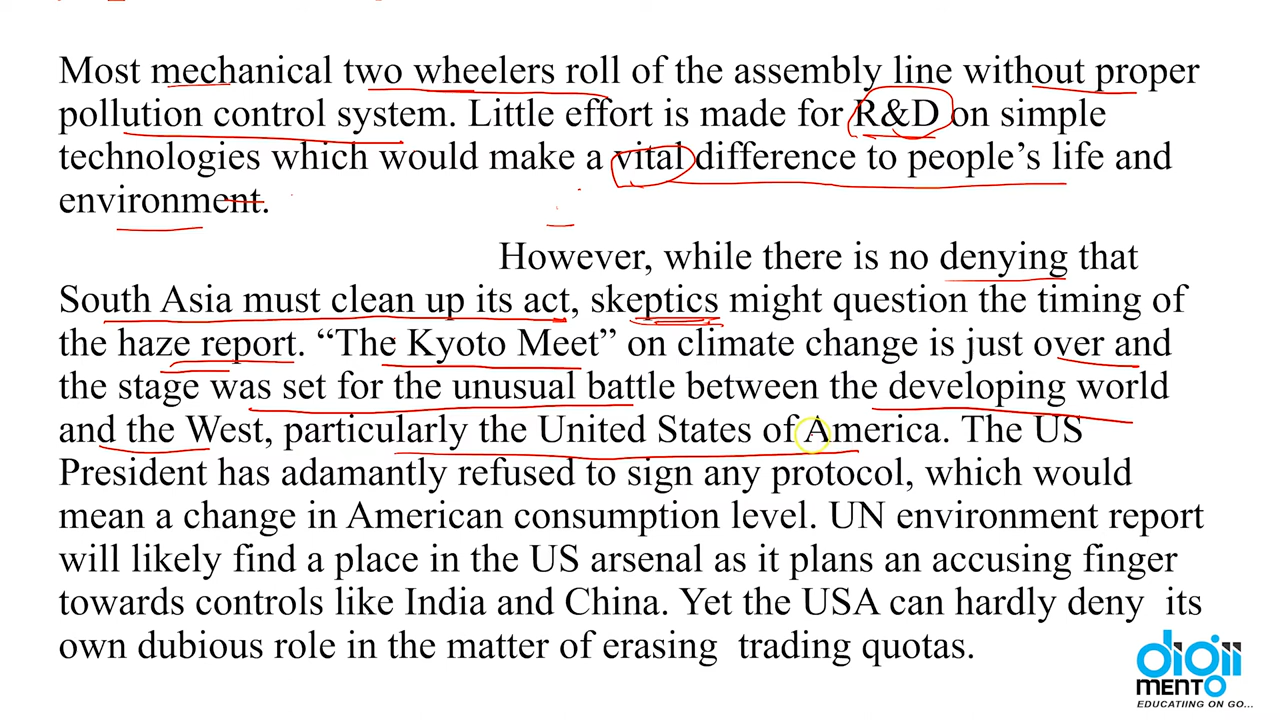 Most mechanical two wheelers roll of the assembly line without proper
pollution control system. Little effort is made for R&D on simple
technologies which would make a vital difference to people’s life and
environment.
However, while there is no denying that
South Asia must clean up its act, skeptics might question the timing of
the haze report. “The Kyoto Meet” on climate change is just over and
the stage was set for the unusual battle between the developing world
and the West, particularly the United States of America. The US
President has adamantly refused to sign any protocol, which would
mean a change in American consumption level. UN environment report
will likely find a place in the US arsenal as it plans an accusing finger
towards controls like India and China. Yet the USA can hardly deny its
own dubious role in the matter of erasing trading quotas.
digii
MENTO
EDUCATIING ON GO...